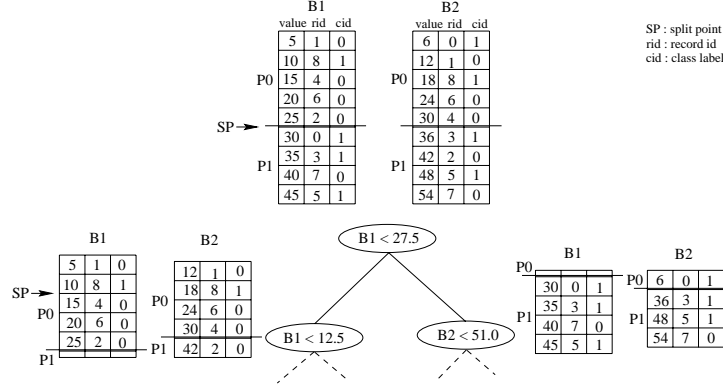 B1
B2
value rid cid
value rid cid
SP : split point
rid : record id
cid : class label
5 1 0
10 8 1
15 4 0
20 6 0
25 2 0
30 0 1
35 3 1
40 7 0
45 5 1
P0
SP
P1
6 0 1
12 1 0
18 8 1
24 6 0
30 4 0
36 3 1
42 2 0
48 5 1
54 7 0
B1
5 1 0
10 8 1
15 4 0
20 6 0
25 2 0
SP
P0
P1
B2
12 1 0
18 8 1
24 6 0
30 4 0
42 2 0
P0
P1
B1 < 27.5
B1 < 12.5
B2 < 51.0
B1
P0
30 0 1
35 3 1
40 7 0
45 5 1
P1
B2
P0
6 0 1
36 3 1
48 5 1
54 7 0
P1